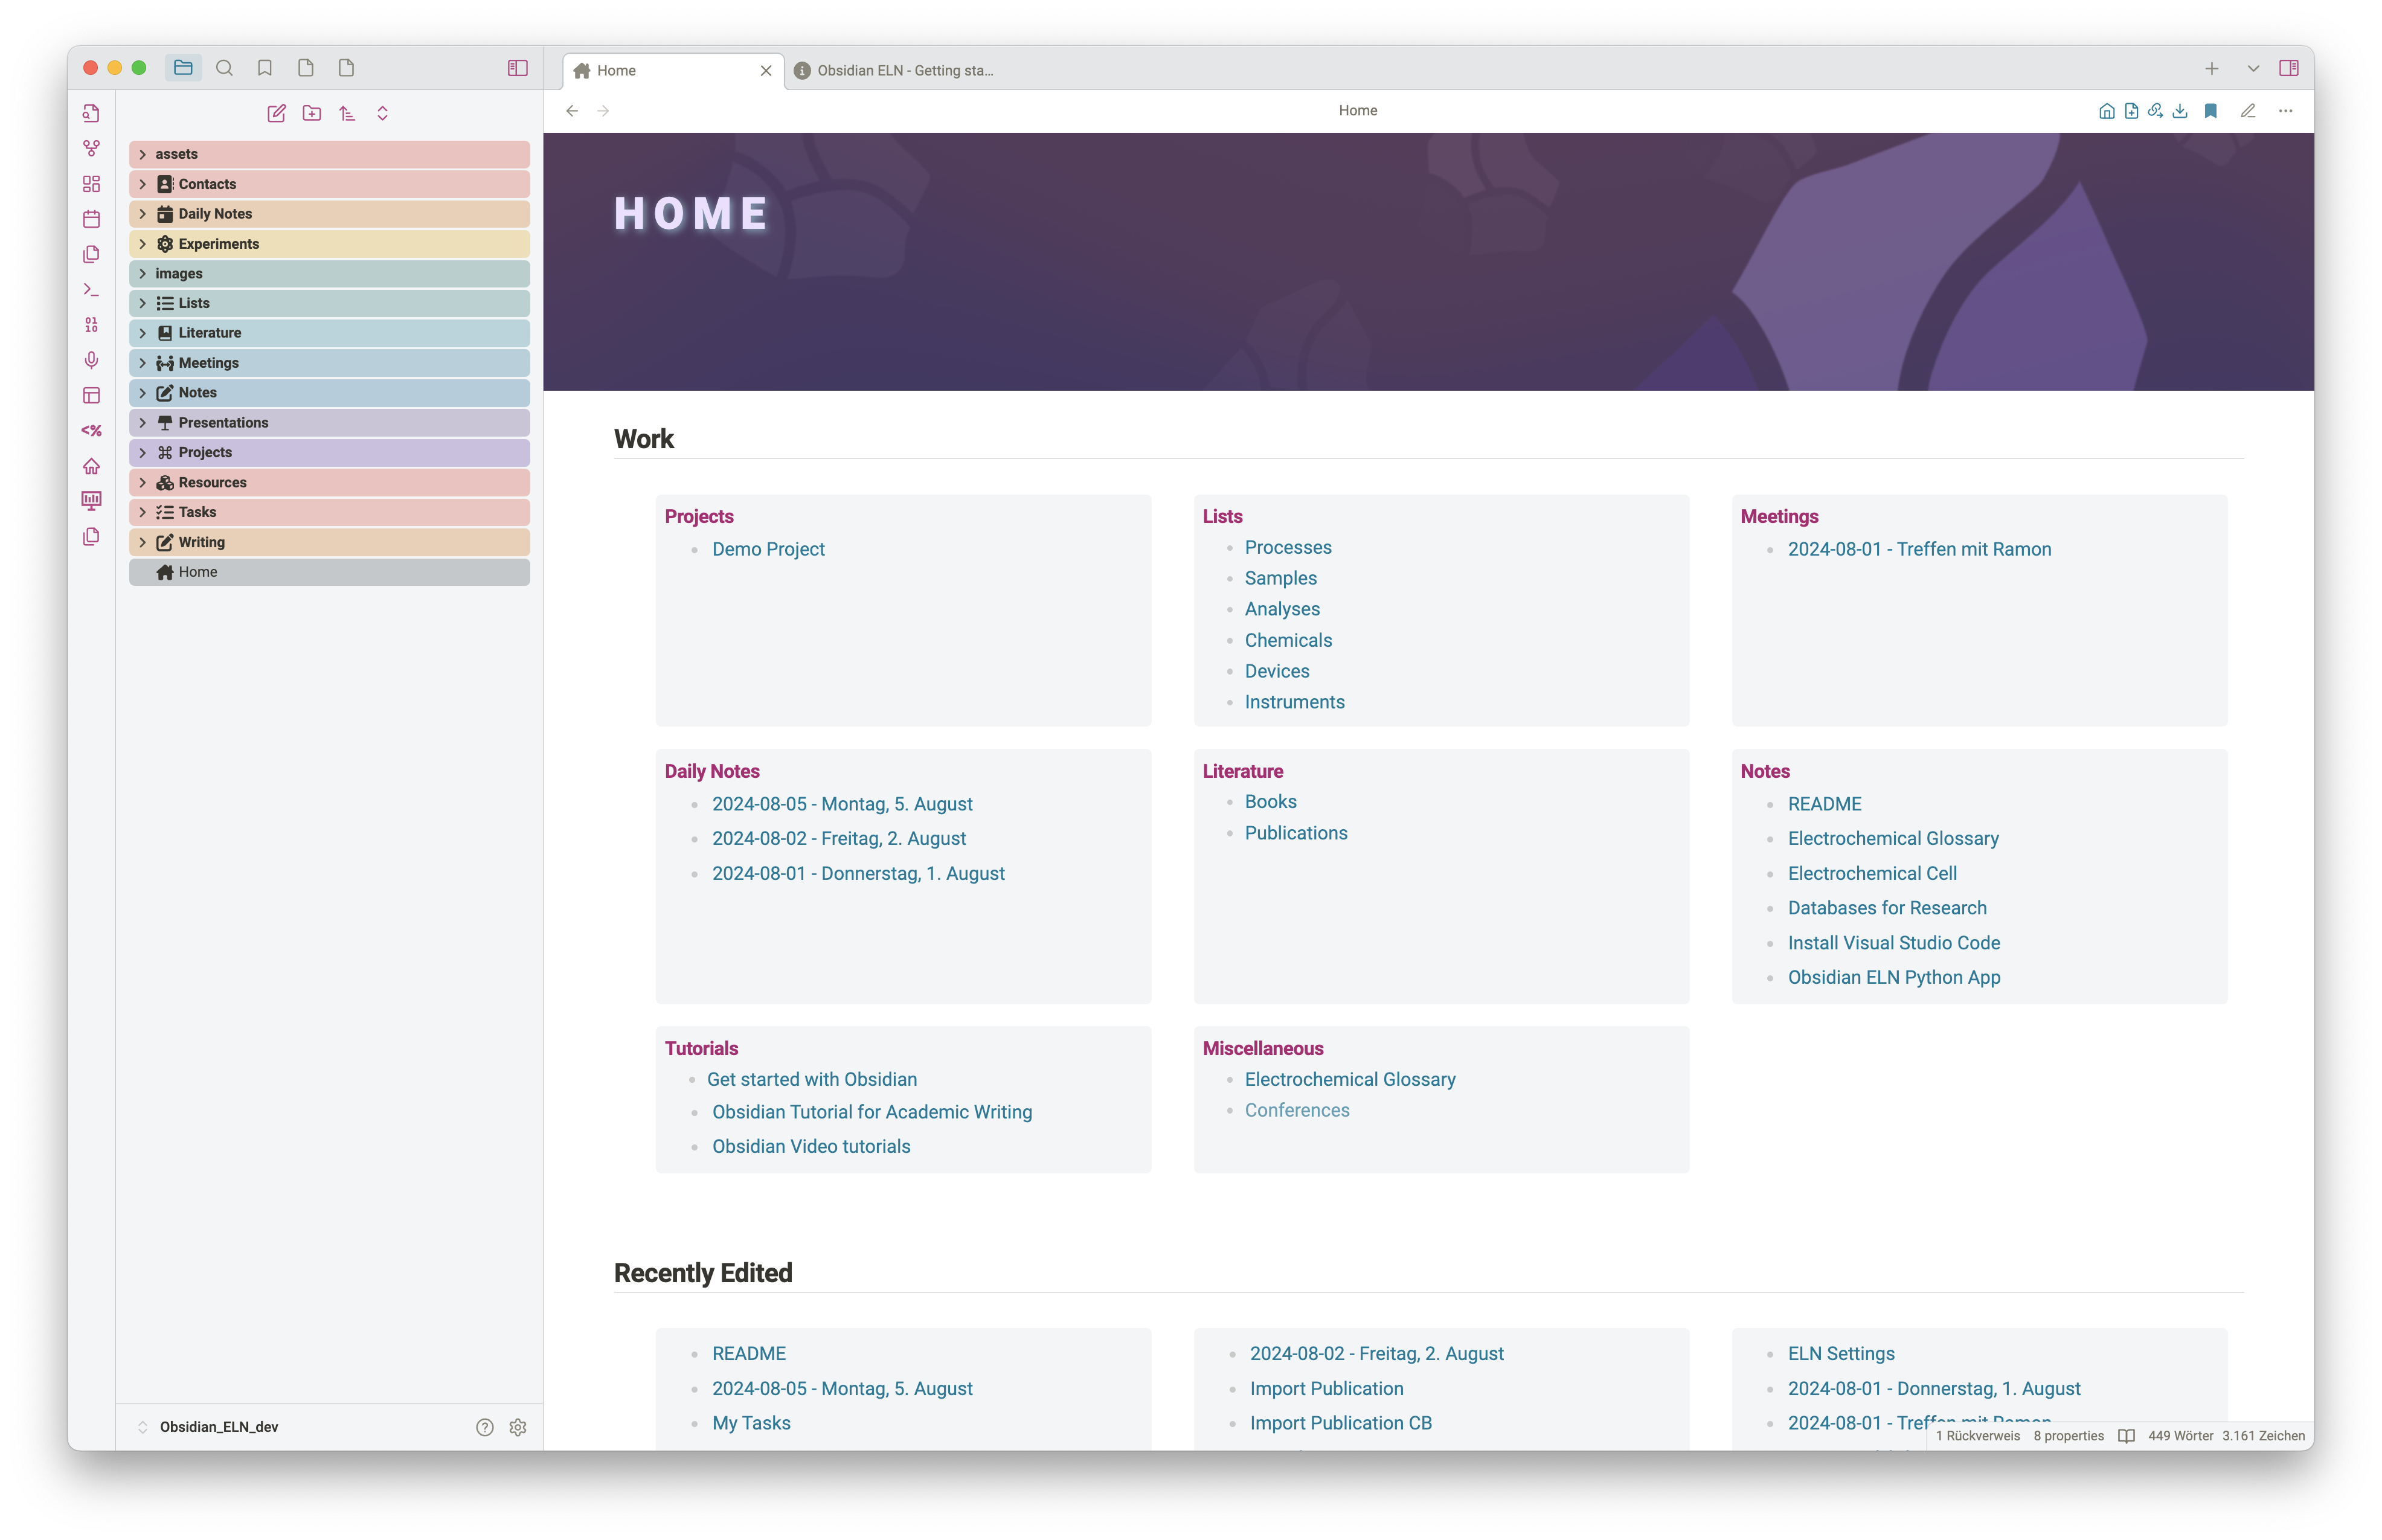 Home
Obsidian ELN - Getting sta...
Home
assets
Contacts
Daily Notes
Experiments
images
Lists
Literature
Meetings
Notes
Presentations
Projects
Resources
Tasks
Writing
Home
Obsidian_ELN_dev
01
10
<%
HOME
Work
Projects
Demo Project
Lists
Processes
Samples
Analyses
Chemicals
Devices
Instruments
Meetings
2024-08-01 - Treffen mit Ramon
Daily Notes
2024-08-05 - Montag, 5. August
2024-08-02 - Freitag, 2. August
2024-08-01 - Donnerstag, 1. August
Literature
Books
Publications
Notes
README
Electrochemical Glossary
Electrochemical Cell
Databases for Research
Install Visual Studio Code
Obsidian ELN Python App
Tutorials
Get started with Obsidian
Obsidian Tutorial for Academic Writing
Obsidian Video tutorials
Miscellaneous
Electrochemical Glossary
Conferences
Recently Edited
README
2024-08-05 - Montag, 5. August
My Tasks
2024-08-02 - Freitag, 2. August
Import Publication
Import Publication CB
ELN Settings
2024-08-01 - Donnerstag, 1. August
2024-08-01 - Treffen mit Ramon
1 Rückverweis 8 properties 449 Wörter 3.161 Zeichen